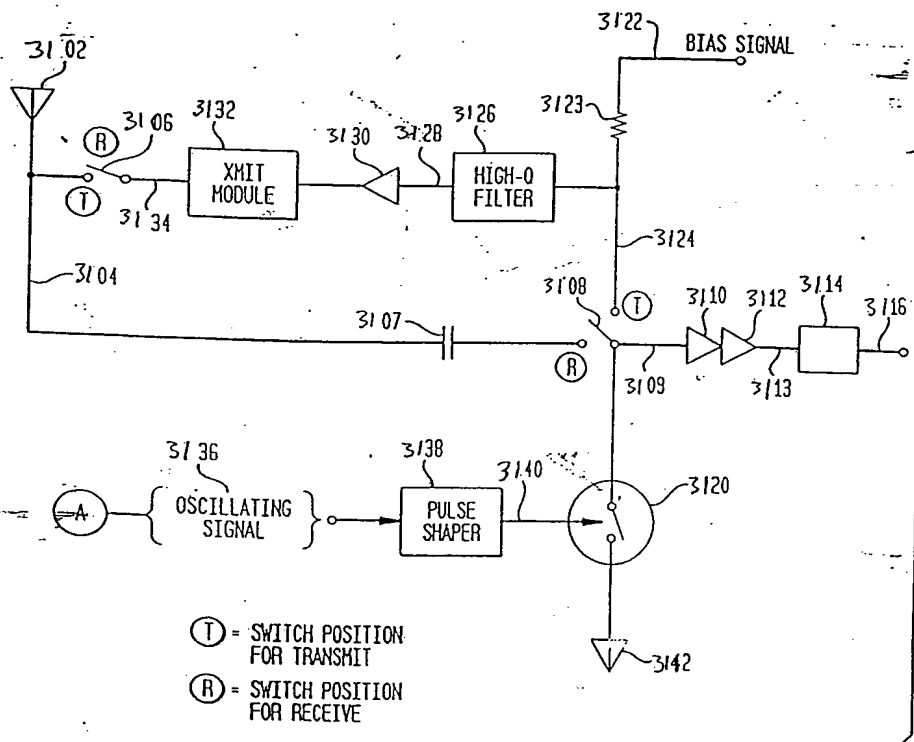 3122
BIAS SIGNAL
3102
3123
3106
3132
3130
3128
3126
R
XMIT
MODULE
HIGH-Q
FILTER
T
3134
3124
3104
3108
T
3110
3112
3114
3116
3107
R
3109
3113
3136
3138
3140
3120
A
OSCILLATING
SIGNAL
PULSE
SHAPER
T = SWITCH POSITION
FOR TRANSMIT
3142
R = SWITCH POSITION
FOR RECEIVE